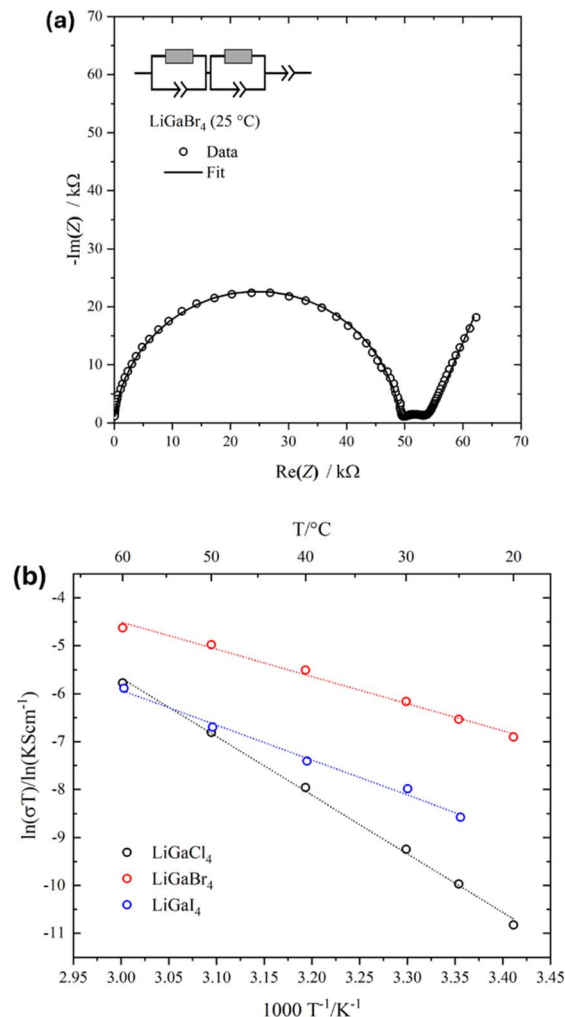 (a)
70
60
50
40
30
20
10
0
-Im(Z) / kΩ
LiGaBr₄ (25 °C)
Data
Fit
0 10 20 30 40 50 60 70
Re(Z) / kΩ
(b)
T/°C
60 50 40 30 20
-4
-5
-6
-7
-8
-9
-10
-11
ln(σT)/ln(KScm⁻¹)
LiGaCl₄
LiGaBr₄
LiGaI₄
2.95 3.00 3.05 3.10 3.15 3.20 3.25 3.30 3.35 3.40 3.45
1000 T⁻¹/K⁻¹